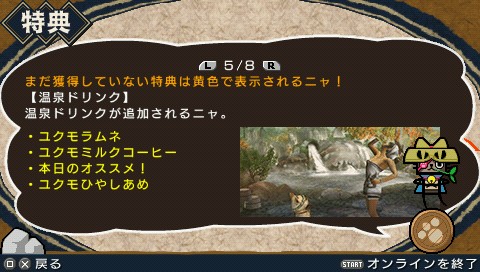 特典
L 5/8 R
まだ獲得していない特典は黄色で表示されるニャ！
【温泉ドリンク】
温泉ドリンクが追加されるニャ。
・ユクモラムネ
・ユクモミルクコーヒー
・本日のオススメ！
・ユクモひやしあめ
戻る
START オンラインを終了